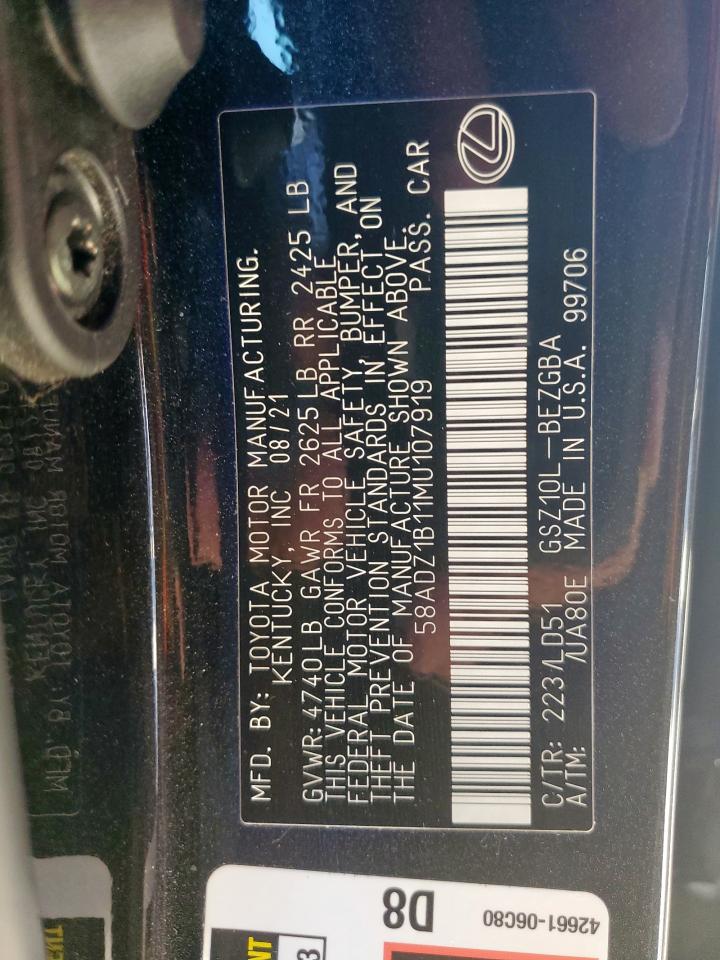 MFD. BY: TOYOTA MOTOR MANUFACTURING.
KENTUCKY, INC 08/21
GVWR: 4740LB GAWR FR 2625LB RR 2425 LB
THIS VEHICLE CONFORMS TO ALL APPLICABLE
FEDERAL MOTOR VEHICLE SAFETY, BUMPER, AND
THEFT PREVENTION STANDARDS IN EFFECT ON
THE DATE OF MANUFACTURE SHOWN ABOVE.
58ADZ1B11MU107919 PASS. CAR
C/TR: 223/LD51 GSZ10L-BEZGBA
A/TM: /UA80E MADE IN U.S.A. 99706
D8
42661-06C80